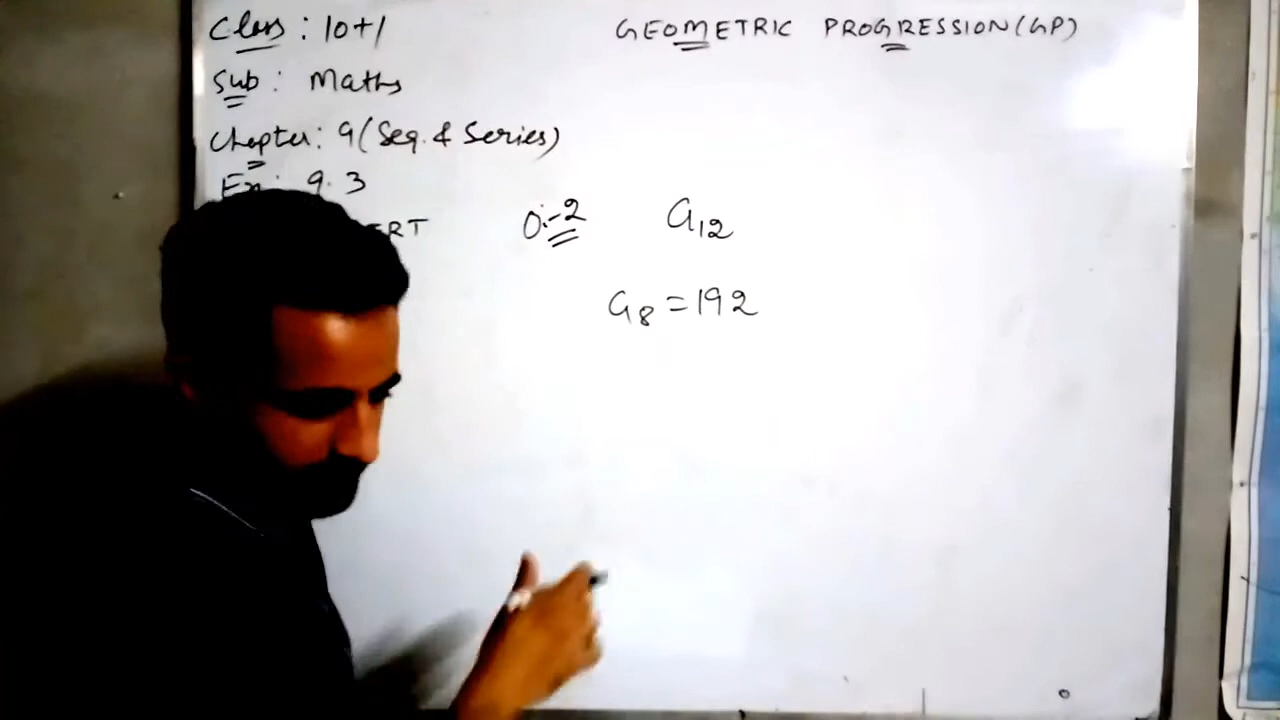 Class : 10+1
GEOMETRIC PROGRESSION(GP)
Sub : Maths
Chapter: 9 (Seq. & Series)
Ex: 9.3
ERT
Q:-2
G12
G8 = 192